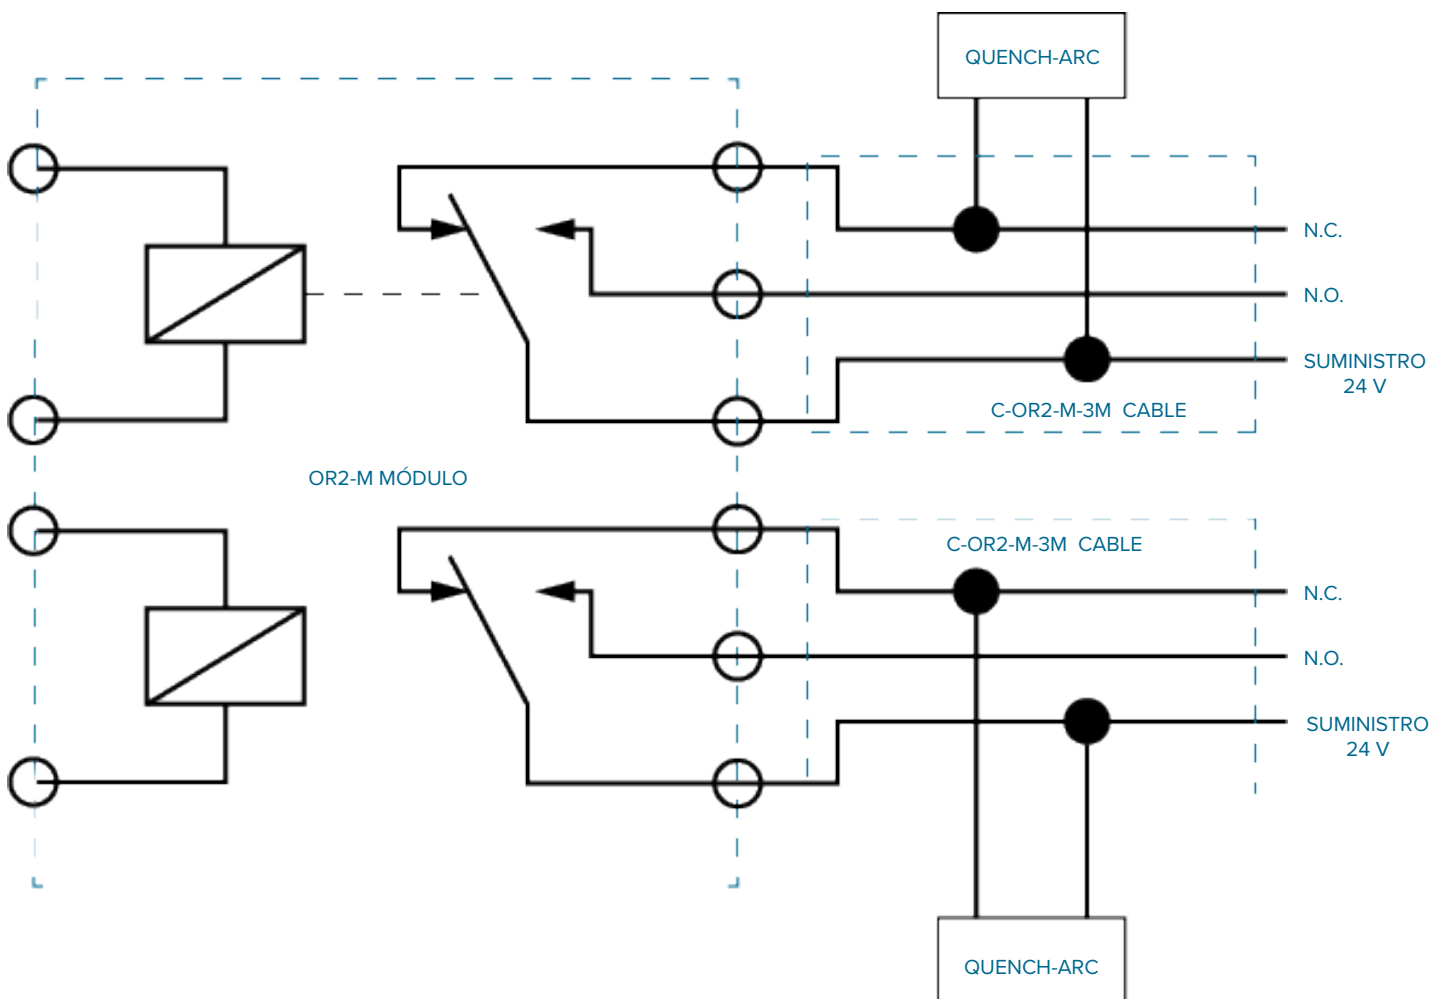 QUENCH-ARC
N.C.
N.O.
SUMINISTRO
24 V
C-OR2-M-3M CABLE
OR2-M MÓDULO
C-OR2-M-3M CABLE
N.C.
N.O.
SUMINISTRO
24 V
QUENCH-ARC